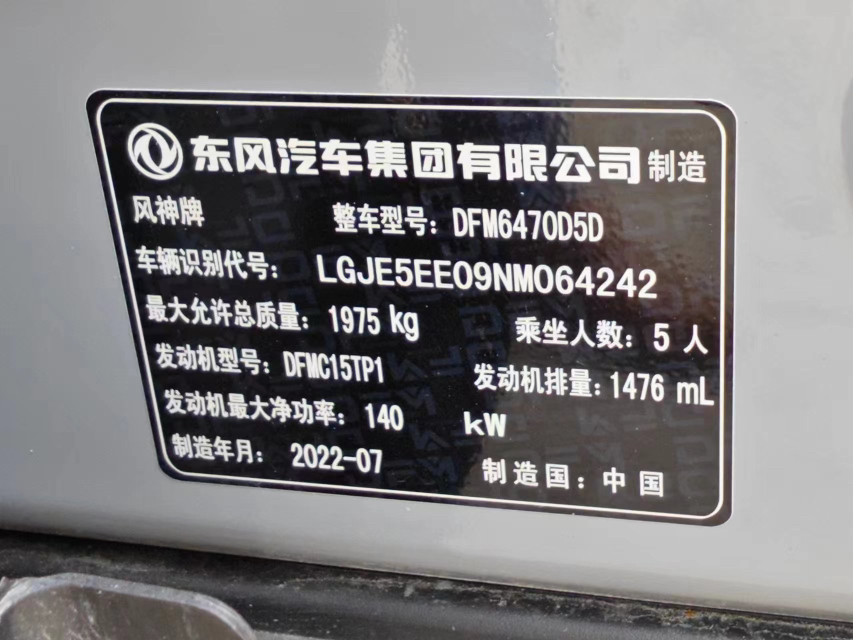 东风汽车集团有限公司 制造
风神牌 整车型号: DFM6470D5D
车辆识别代号: LGJE5EE09NM064242
最大允许总质量: 1975 kg 乘坐人数: 5 人
发动机型号: DFMC15TP1 发动机排量: 1476 mL
发动机最大净功率: 140 kW
制造年月: 2022-07 制造国: 中国